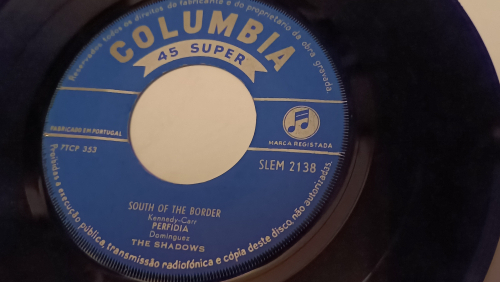 Reservados todos os direitos de fabricante e do proprietario da obra gravada.
COLUMBIA
45 SUPER
FABRICADO EM PORTUGAL
MARCA REGISTADA
7TCP 353
SLEM 2138
SOUTH OF THE BORDER
Kennedy-Carr
PERFIDIA
Dominguez
THE SHADOWS
Proibidas a execução pública, transmissão radiofónica e cópia deste disco, não autorizadas.